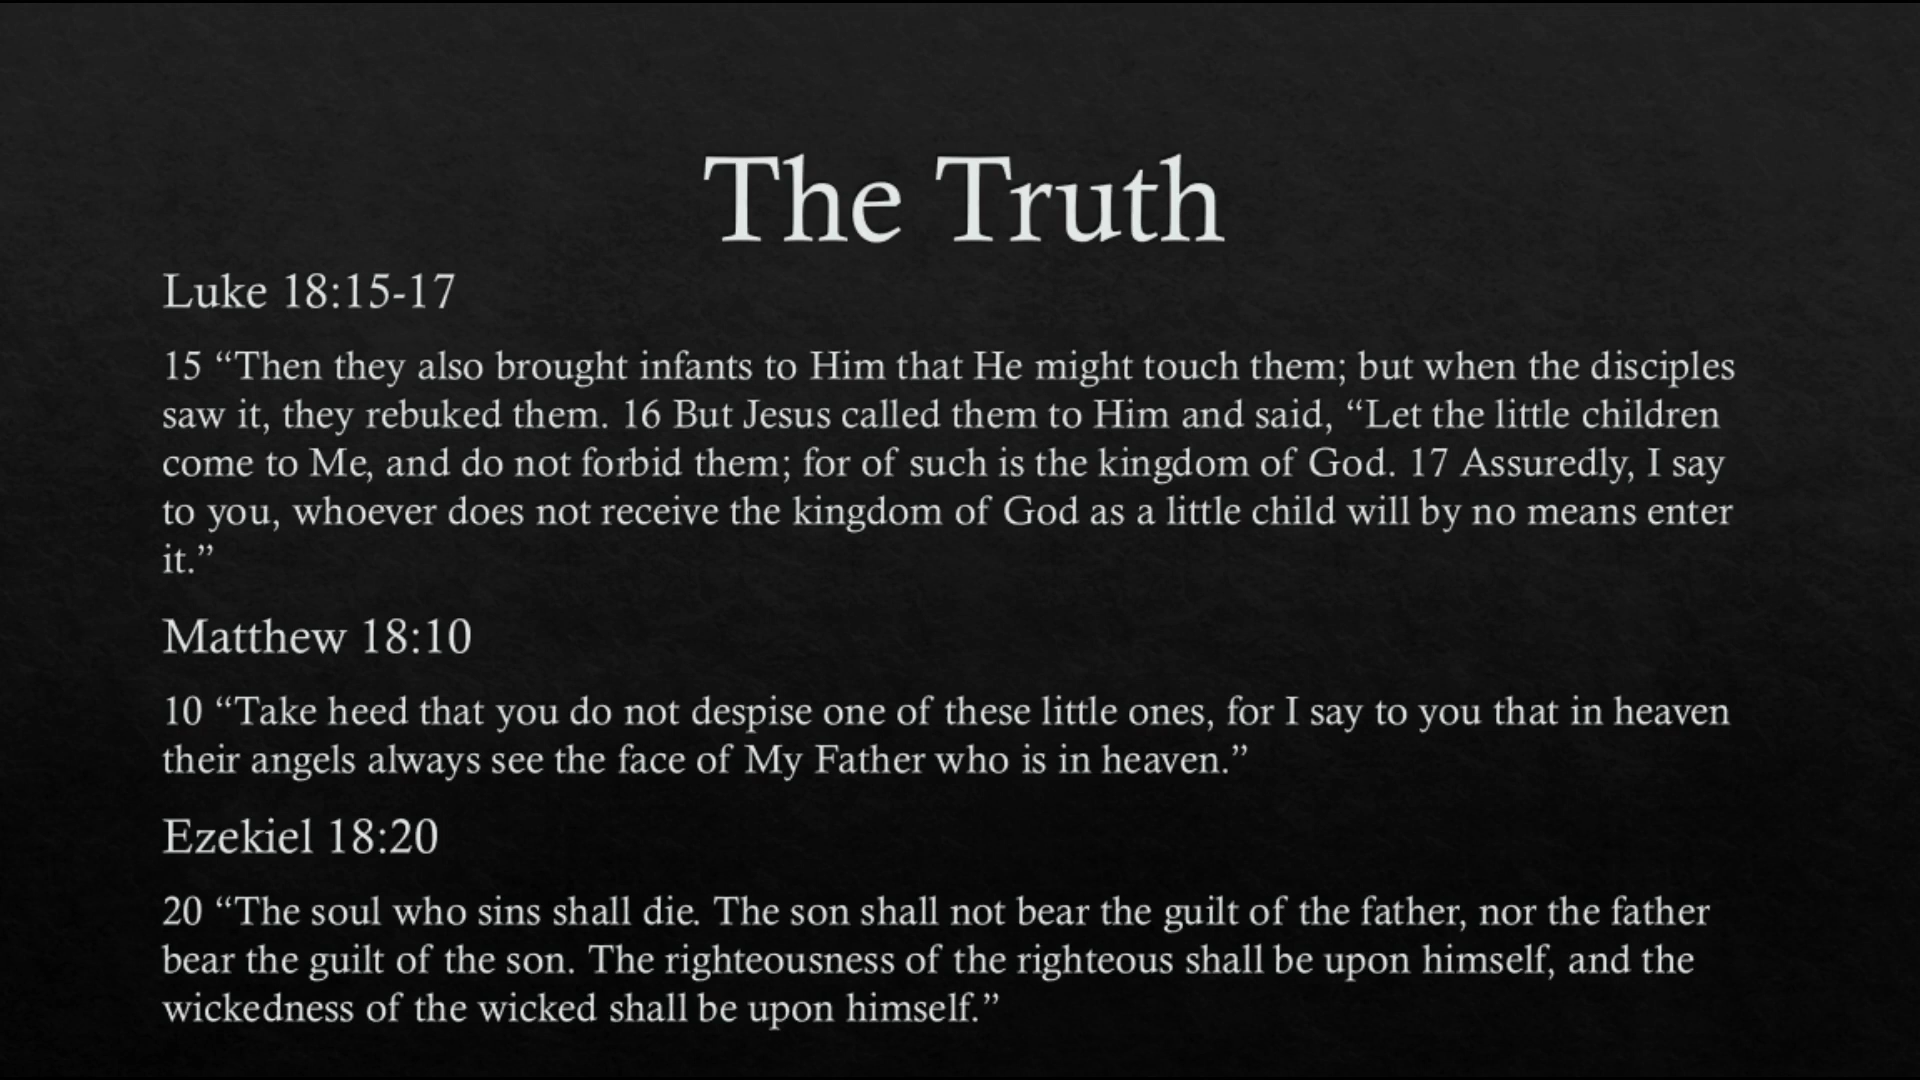 The Truth
Luke 18:15-17
15 “Then they also brought infants to Him that He might touch them; but when the disciples
saw it, they rebuked them. 16 But Jesus called them to Him and said, “Let the little children
come to Me, and do not forbid them; for of such is the kingdom of God. 17 Assuredly, I say
to you, whoever does not receive the kingdom of God as a little child will by no means enter
it.”
Matthew 18:10
10 “Take heed that you do not despise one of these little ones, for I say to you that in heaven
their angels always see the face of My Father who is in heaven.”
Ezekiel 18:20
20 “The soul who sins shall die. The son shall not bear the guilt of the father, nor the father
bear the guilt of the son. The righteousness of the righteous shall be upon himself, and the
wickedness of the wicked shall be upon himself.”